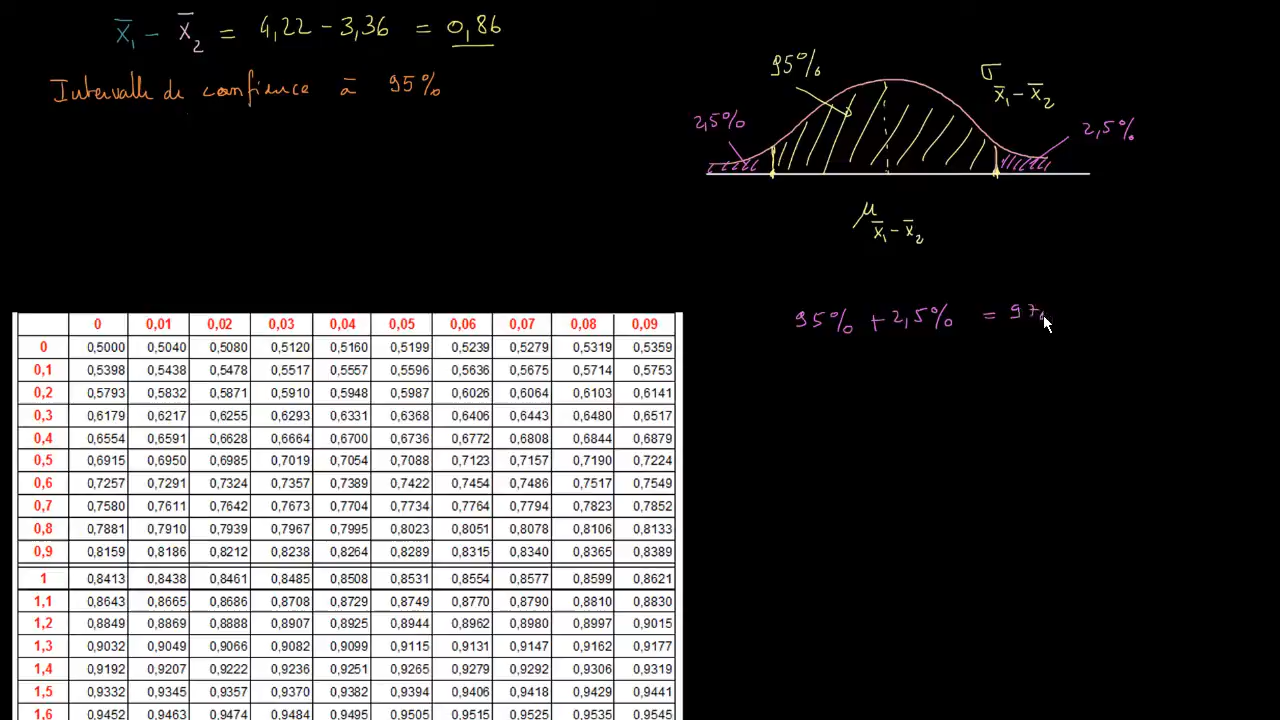 x̄₁ - x̄₂ = 4,22 - 3,36 = 0,86
Intervalle de confience à 95%
95%
σ x̄₁ - x̄₂
2,5%
2,5%
μ x̄₁ - x̄₂
95% + 2,5% = 97,
0 0,01 0,02 0,03 0,04 0,05 0,06 0,07 0,08 0,09
0 0,5000 0,5040 0,5080 0,5120 0,5160 0,5199 0,5239 0,5279 0,5319 0,5359
0,1 0,5398 0,5438 0,5478 0,5517 0,5557 0,5596 0,5636 0,5675 0,5714 0,5753
0,2 0,5793 0,5832 0,5871 0,5910 0,5948 0,5987 0,6026 0,6064 0,6103 0,6141
0,3 0,6179 0,6217 0,6255 0,6293 0,6331 0,6368 0,6406 0,6443 0,6480 0,6517
0,4 0,6554 0,6591 0,6628 0,6664 0,6700 0,6736 0,6772 0,6808 0,6844 0,6879
0,5 0,6915 0,6950 0,6985 0,7019 0,7054 0,7088 0,7123 0,7157 0,7190 0,7224
0,6 0,7257 0,7291 0,7324 0,7357 0,7389 0,7422 0,7454 0,7486 0,7517 0,7549
0,7 0,7580 0,7611 0,7642 0,7673 0,7704 0,7734 0,7764 0,7794 0,7823 0,7852
0,8 0,7881 0,7910 0,7939 0,7967 0,7995 0,8023 0,8051 0,8078 0,8106 0,8133
0,9 0,8159 0,8186 0,8212 0,8238 0,8264 0,8289 0,8315 0,8340 0,8365 0,8389
1 0,8413 0,8438 0,8461 0,8485 0,8508 0,8531 0,8554 0,8577 0,8599 0,8621
1,1 0,8643 0,8665 0,8686 0,8708 0,8729 0,8749 0,8770 0,8790 0,8810 0,8830
1,2 0,8849 0,8869 0,8888 0,8907 0,8925 0,8944 0,8962 0,8980 0,8997 0,9015
1,3 0,9032 0,9049 0,9066 0,9082 0,9099 0,9115 0,9131 0,9147 0,9162 0,9177
1,4 0,9192 0,9207 0,9222 0,9236 0,9251 0,9265 0,9279 0,9292 0,9306 0,9319
1,5 0,9332 0,9345 0,9357 0,9370 0,9382 0,9394 0,9406 0,9418 0,9429 0,9441
1,6 0,9452 0,9463 0,9474 0,9484 0,9495 0,9505 0,9515 0,9525 0,9535 0,9545